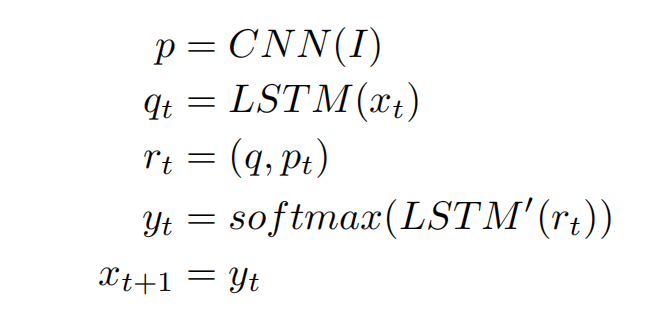 p = CNN(I)
q_t = LSTM(x_t)
r_t = (q, p_t)
y_t = softmax(LSTM'(r_t))
x_{t+1} = y_t